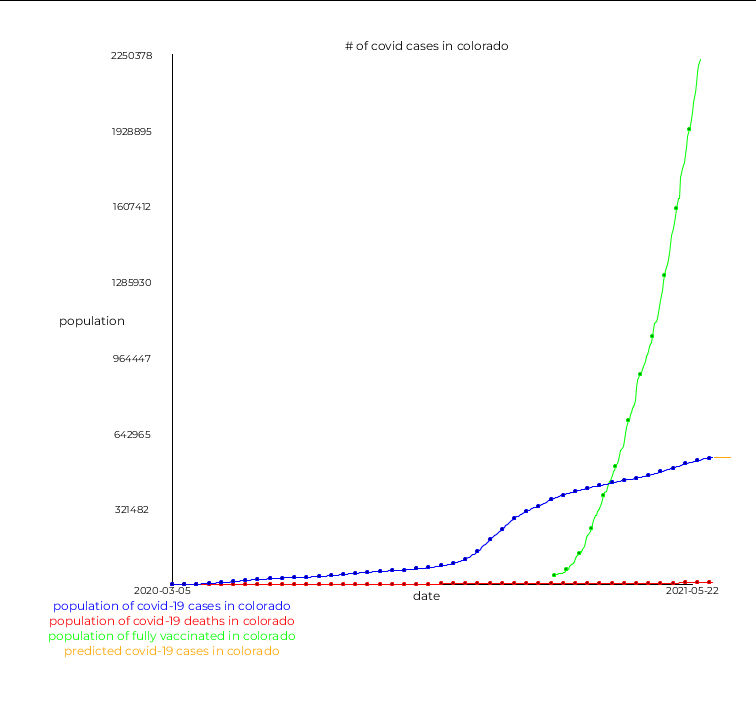 # of covid cases in colorado
2250378
1928895
1607412
1285930
population
964447
642965
321482
2020-03-05
2021-05-22
date
population of covid-19 cases in colorado
population of covid-19 deaths in colorado
population of fully vaccinated in colorado
predicted covid-19 cases in colorado